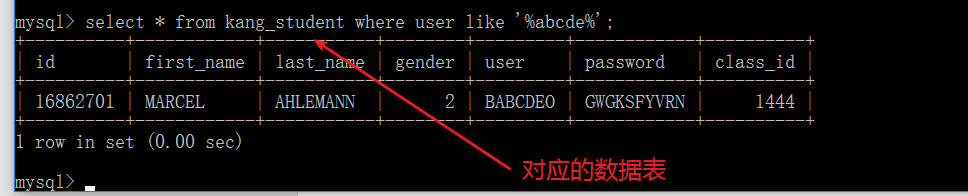 mysql> select * from kang_student where user like '%abcde%';
+----------+------------+-----------+--------+---------+------------+----------+
| id | first_name | last_name | gender | user | password | class_id |
+----------+------------+-----------+--------+---------+------------+----------+
| 16862701 | MARCEL | AHLEMANN | 2 | BABCDEO | GWGKSFYVRN | 1444 |
+----------+------------+-----------+--------+---------+------------+----------+
1 row in set (0.00 sec)
对应的数据表
mysql>